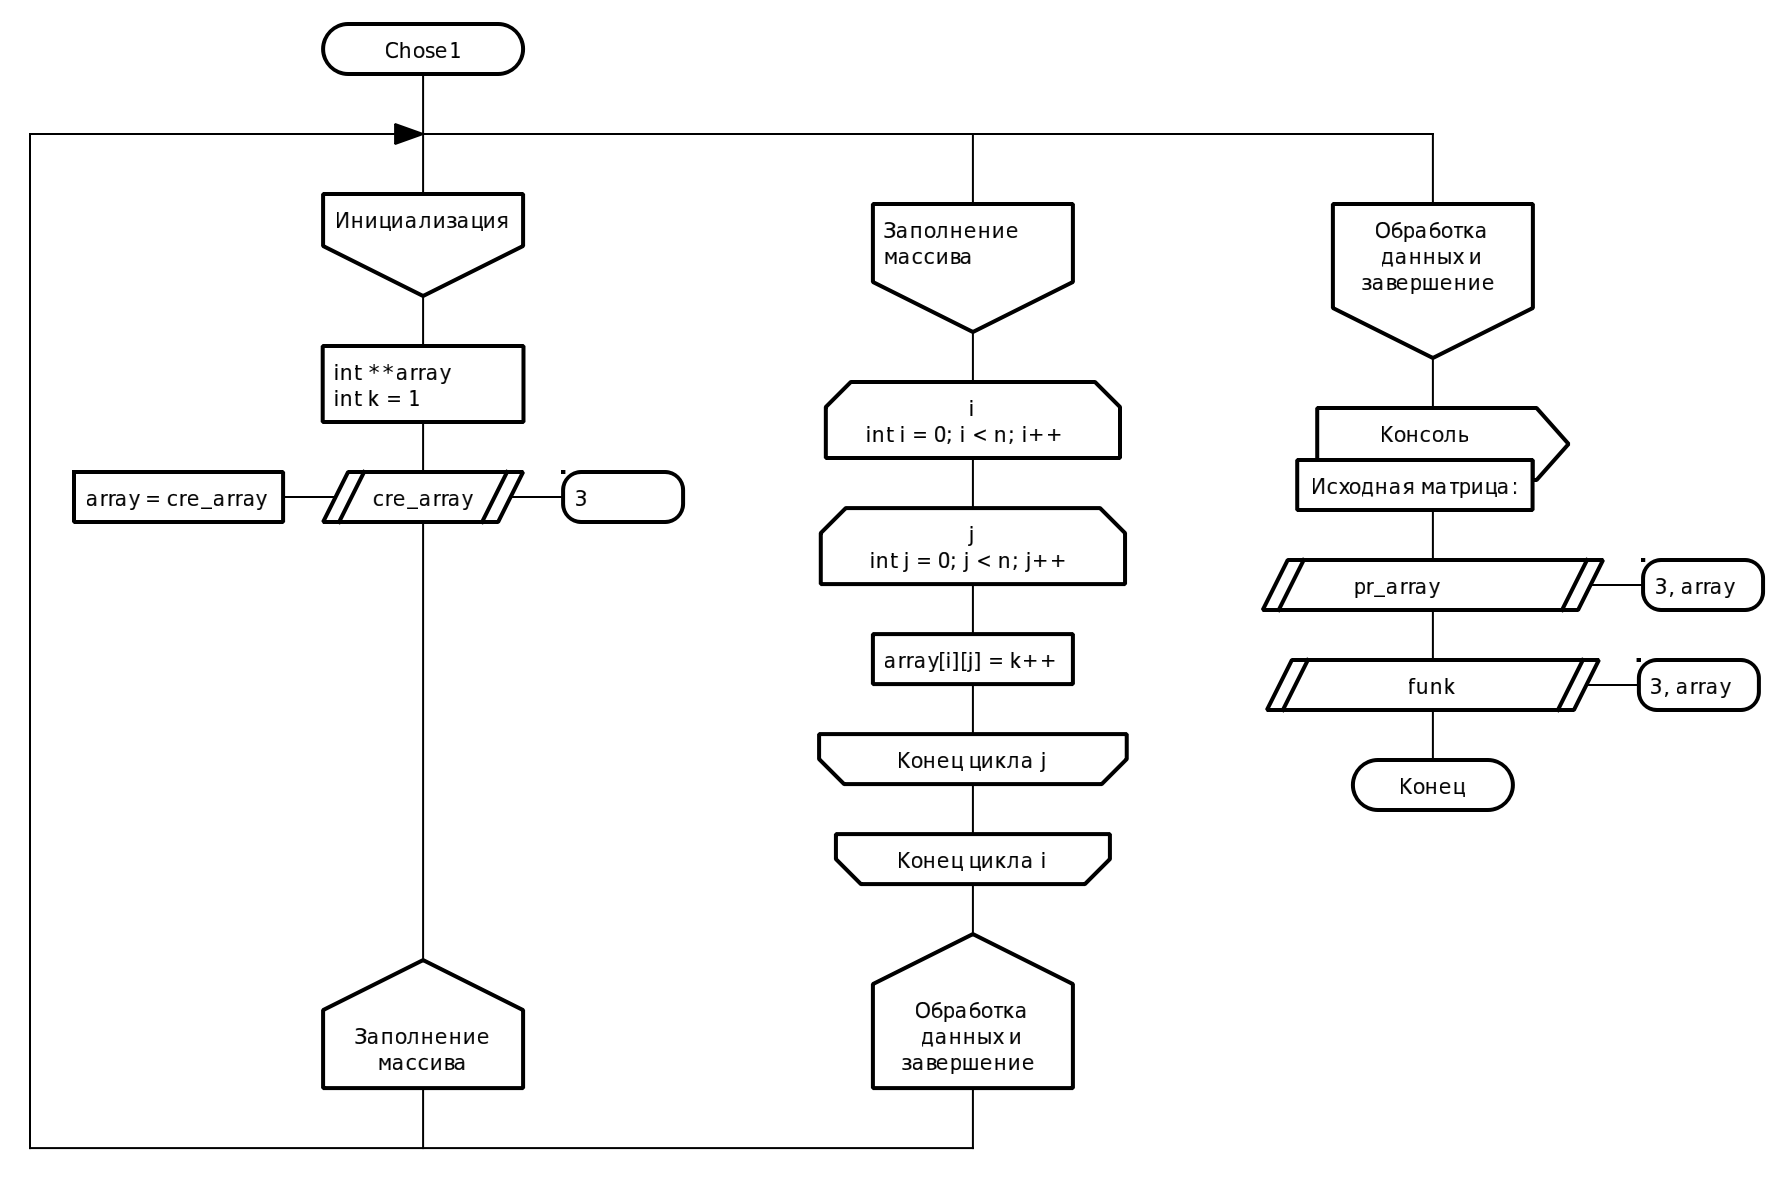 Chose1
Инициализация
int **array
int k = 1
array = cre_array
cre_array
3
Заполнение
массива
Заполнение
массива
i
int i = 0; i < n; i++
j
int j = 0; j < n; j++
array[i][j] = k++
Конец цикла j
Конец цикла i
Обработка
данных и
завершение
Обработка
данных и
завершение
Консоль
Исходная матрица:
pr_array
3, array
funk
3, array
Конец